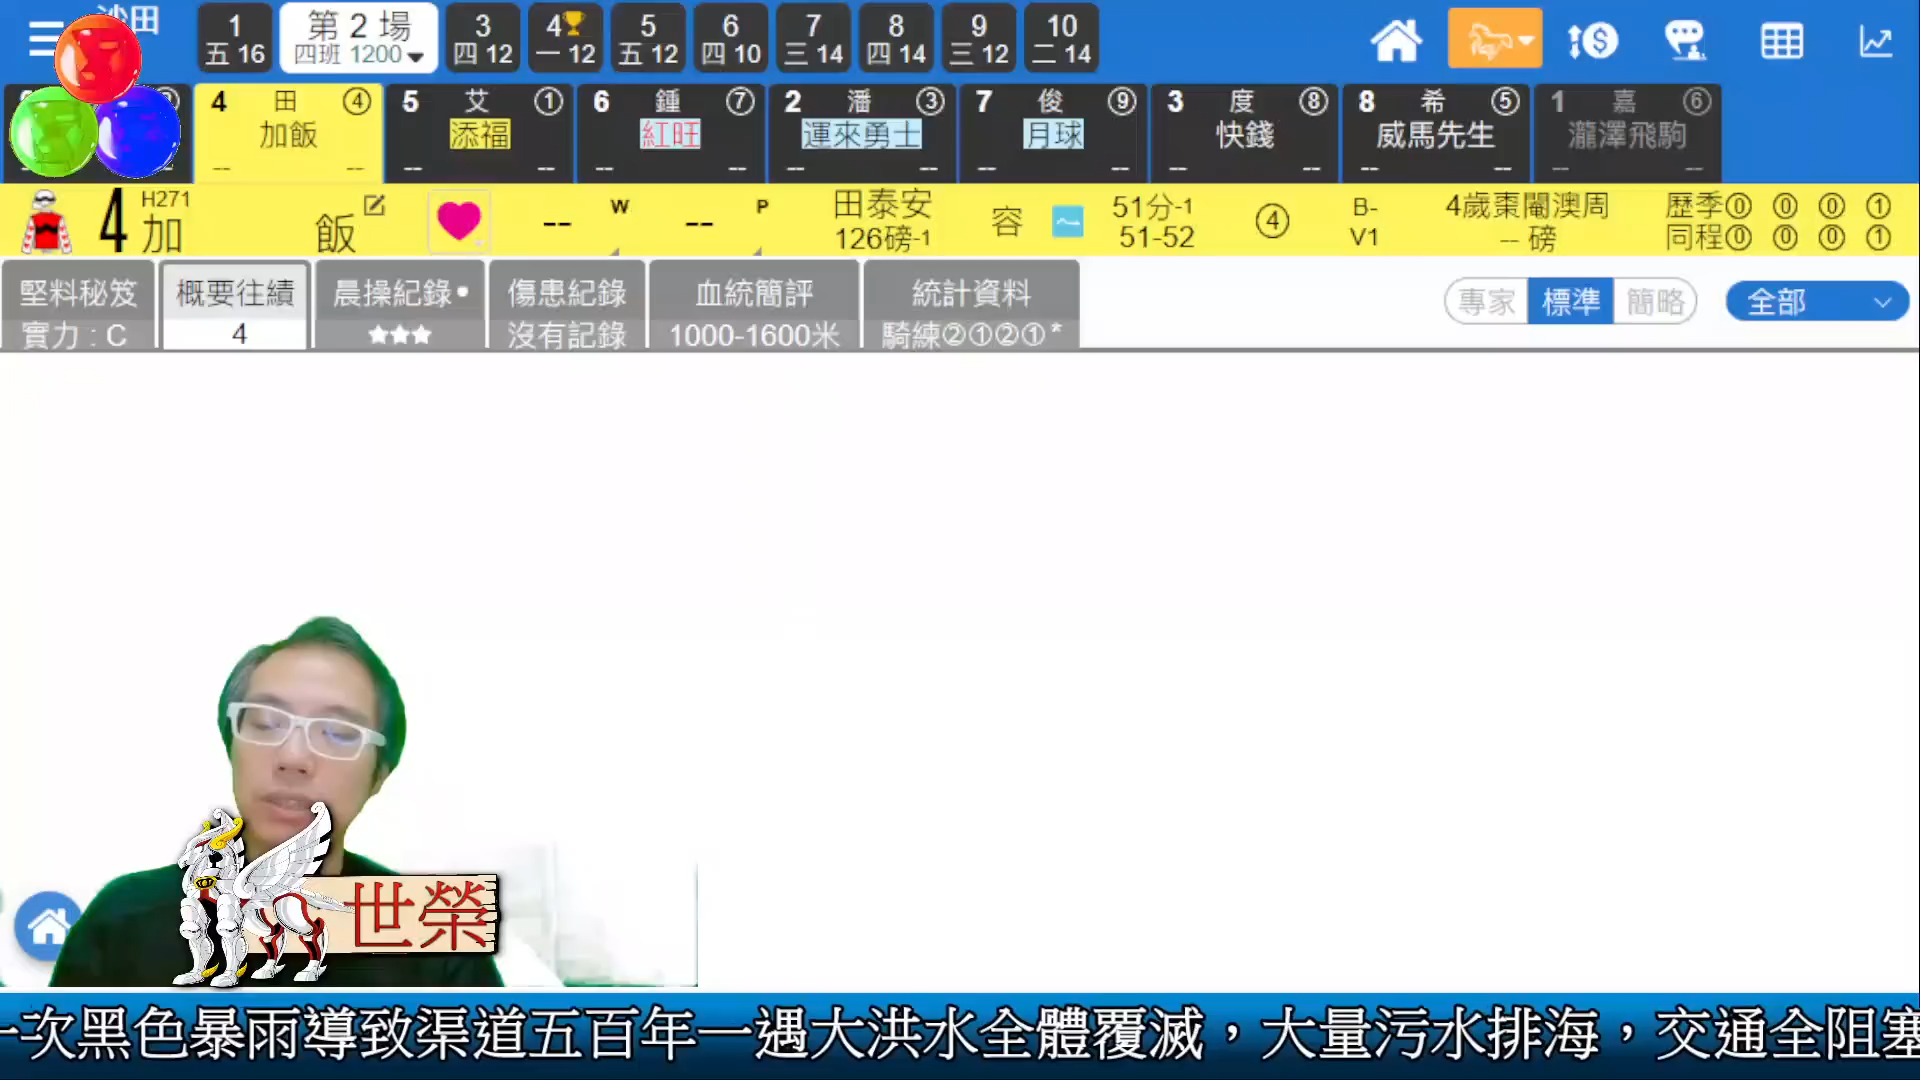 沙田
1
五 16
第 2 場
四班 1200
3
四 12
4
一 12
5
五 12
6
四 10
7
三 14
8
四 14
9
三 12
10
二 14
4 田 ④
加飯
-- --
5 艾 ①
添福
-- --
6 鍾 ⑦
紅旺
-- --
2 潘 ③
運來勇士
-- --
7 俊 ⑨
月球
-- --
3 度 ⑧
快錢
-- --
8 希 ⑤
威馬先生
-- --
1 嘉 ⑥
瀧澤飛駒
-- --
4 H271
加 飯
-- W
-- P
田泰安
126磅-1
容
51分-1
51-52
④
B-
V1
4歲棗閹澳周
-- 磅
歷季⓪ ⓪ ⓪ ①
同程⓪ ⓪ ⓪ ①
堅料秘笈
實力 : C
概要往績
4
晨操紀錄•
★★★
傷患紀錄
沒有記錄
血統簡評
1000-1600米
統計資料
騎練②①②①*
專家 標準 簡略
全部
世榮
一次黑色暴雨導致渠道五百年一遇大洪水全體覆滅，大量污水排海，交通全阻塞